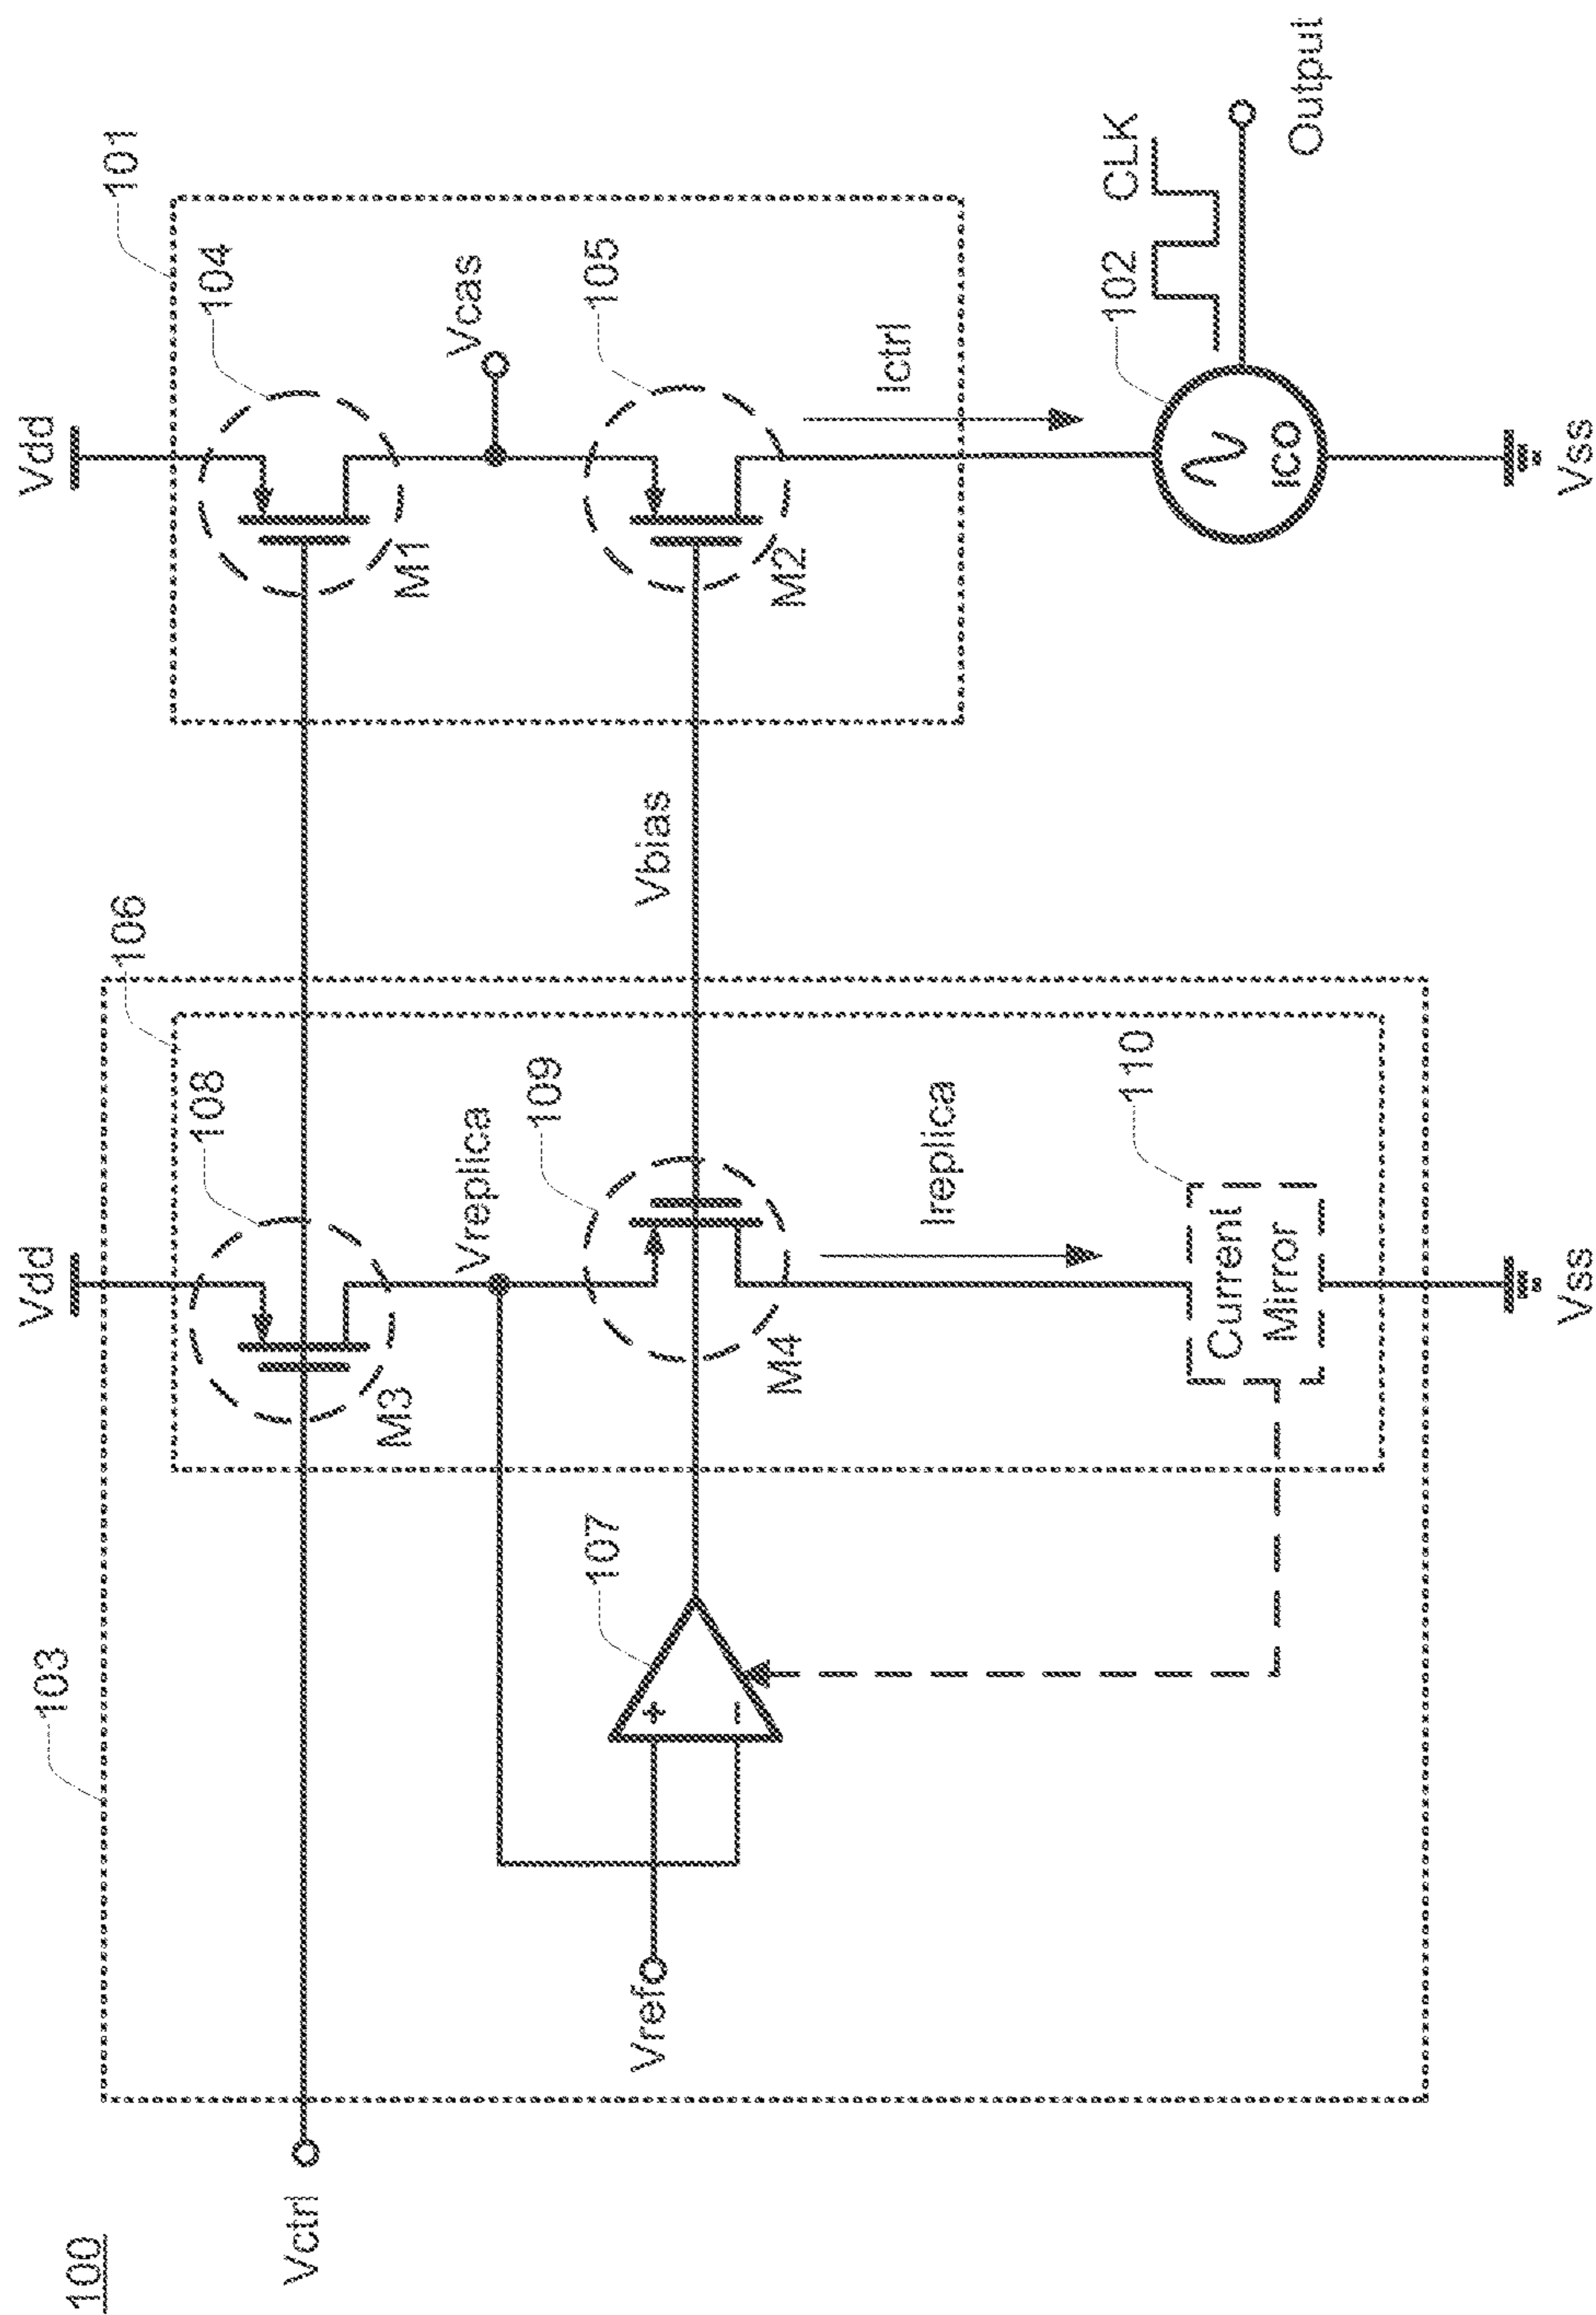 100
103
106
101
Vdd
Vdd
108
104
Vctrl
M3
M1
Vreplica
Vcas
107
109
105
Vref
+
-
Vbias
M4
M2
Ireplica
Ictrl
110
102
CLK
Current
Mirror
ICO
Output
Vss
Vss